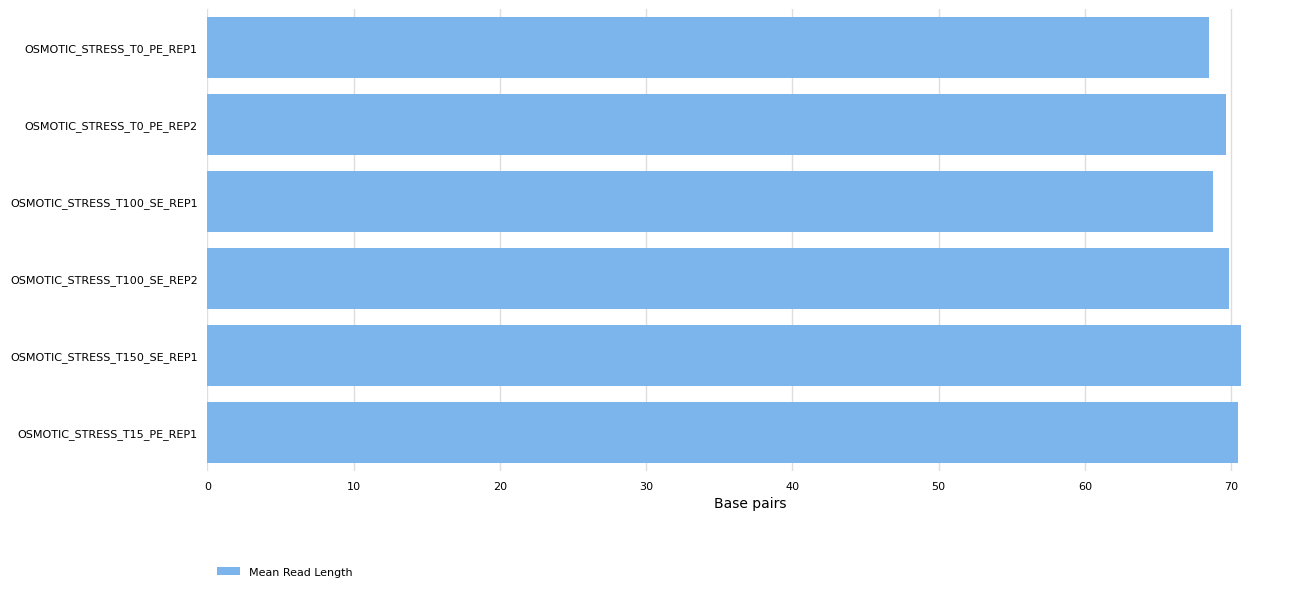 OSMOTIC_STRESS_T0_PE_REP1
OSMOTIC_STRESS_T0_PE_REP2
OSMOTIC_STRESS_T100_SE_REP1
OSMOTIC_STRESS_T100_SE_REP2
OSMOTIC_STRESS_T150_SE_REP1
OSMOTIC_STRESS_T15_PE_REP1
0 10 20 30 40 50 60 70
Base pairs
Mean Read Length